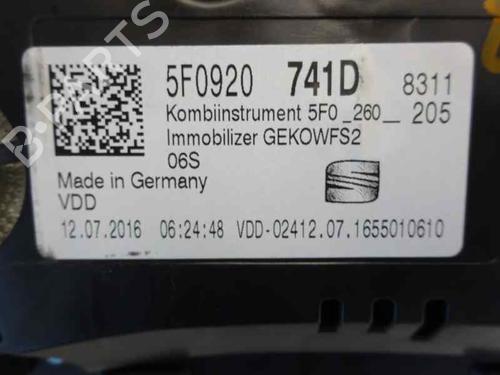 B-PARTS
5F0920 741D 8311
Kombiinstrument 5F0_260__ 205
Immobilizer GEKOWFS2
06S
Made in Germany
VDD
12.07.2016 06:24:48 VDD-02412.07.1655010610